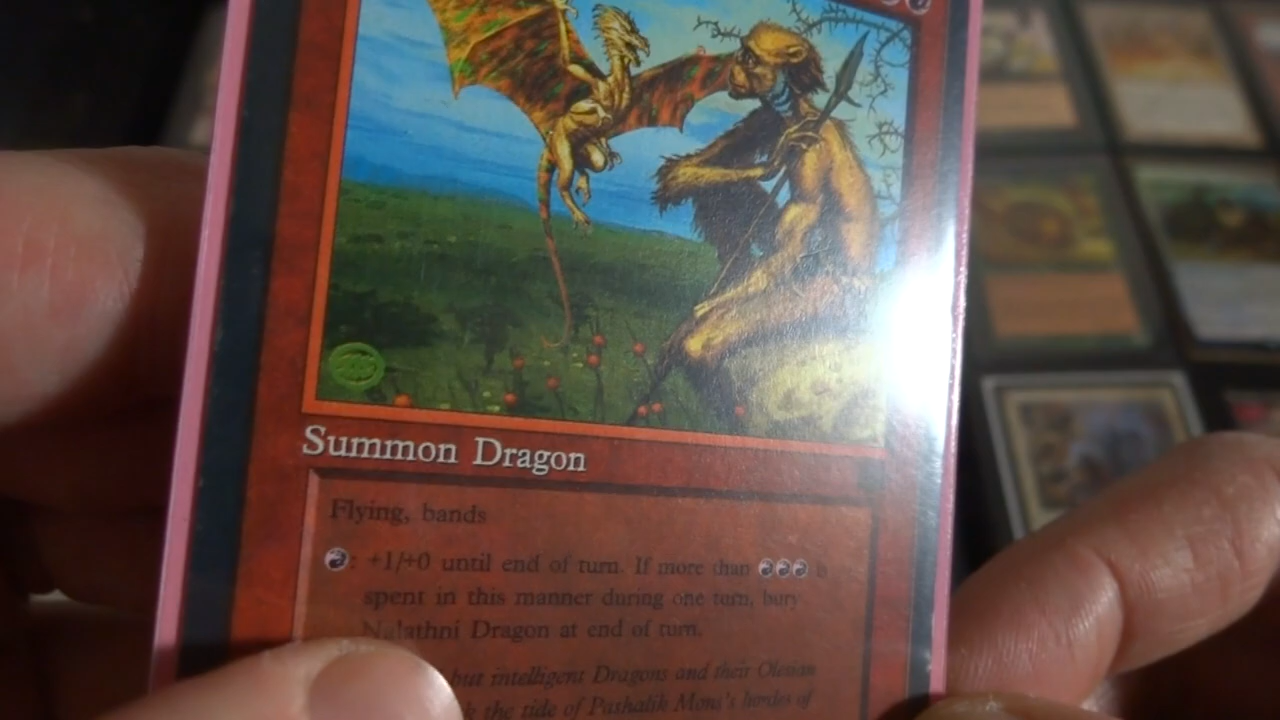 Summon Dragon
Flying, bands
: +1/+0 until end of turn. If more than
spent in this manner during one turn, bury
Nalathni Dragon at end of turn.
but intelligent Dragons and their Olesian
the tide of Pashalik Mons's hordes of